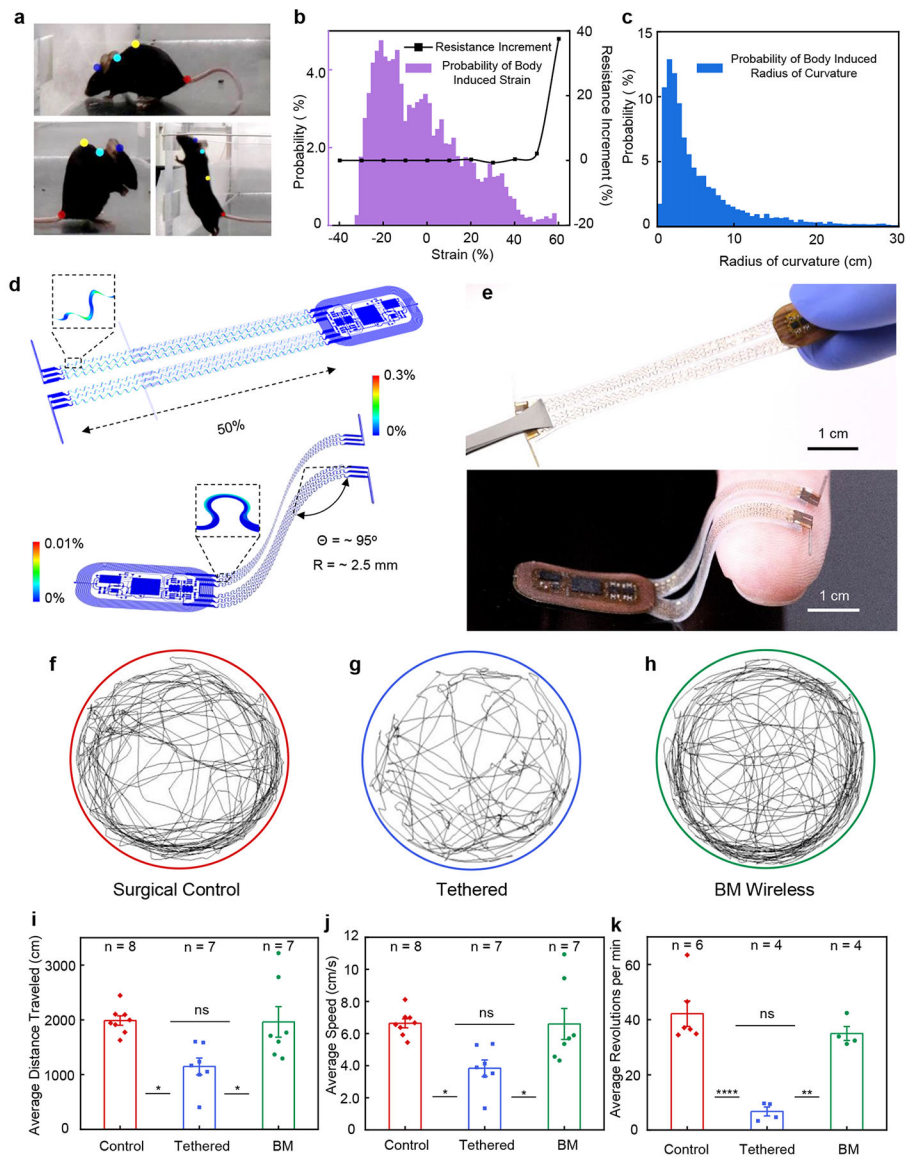 a
b
Resistance Increment
Probability of Body
Induced Strain
Probability ( %)
4.0
2.0
0
-40
-20
0
20
40
60
Strain (%)
40
20
0
-20
Resistance Increment (%)
c
Probability of Body Induced
Radius of Curvature
Probability (%)
15
10
5
0
0
10
20
30
Radius of curvature (cm)
d
50%
0.3%
0%
0.01%
0%
Θ = ~ 95º
R = ~ 2.5 mm
e
1 cm
1 cm
f
g
h
Surgical Control
Tethered
BM Wireless
i
n = 8
n = 7
n = 7
Average Distance Traveled (cm)
3000
2000
1000
0
ns
*
*
Control
Tethered
BM
j
n = 8
n = 7
n = 7
Average Speed (cm/s)
12
10
8.0
6.0
4.0
2.0
0
ns
*
*
Control
Tethered
BM
k
n = 6
n = 4
n = 4
Average Revolutions per min
60
40
20
0
ns
****
**
Control
Tethered
BM